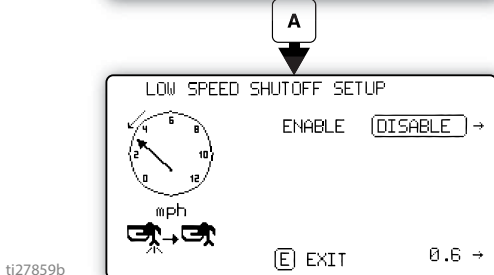 A
LOW SPEED SHUTOFF SETUP
ENABLE DISABLE →
0 2 4 6 8 10 12
mph
E EXIT 0.6 →
ti27859b